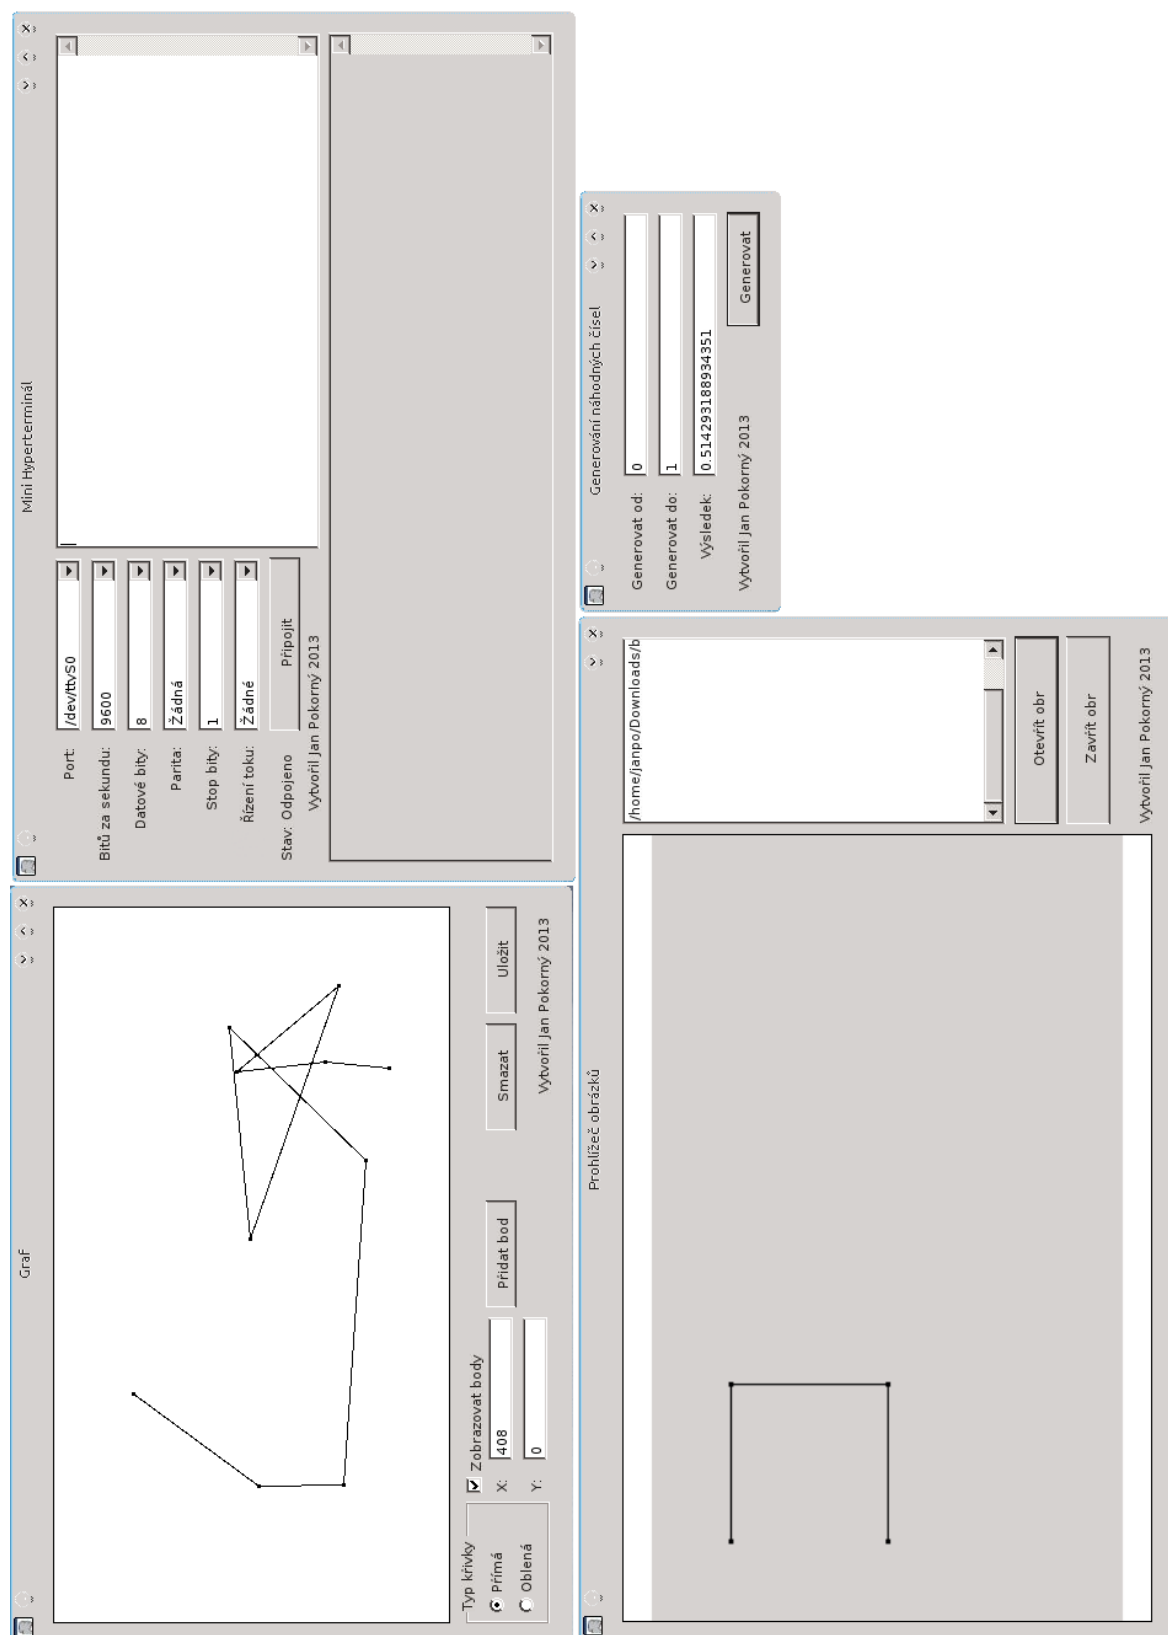 Graf
Typ křivky
Přímá
Oblená
Zobrazovat body
X: 408
Y: 0
Přidat bod
Smazat
Uložit
Vytvořil Jan Pokorný 2013
Mini Hyperterminál
Port: /dev/ttyS0
Bitů za sekundu: 9600
Datové bity: 8
Parita: Žádná
Stop bity: 1
Řízení toku: Žádné
Stav: Odpojeno
Připojit
Vytvořil Jan Pokorný 2013
Prohlížeč obrázků
/home/janpo/Downloads/b
Otevřít obr
Zavřít obr
Vytvořil Jan Pokorný 2013
Generování náhodných čísel
Generovat od: 0
Generovat do: 1
Výsledek: 0.514293188934351
Vytvořil Jan Pokorný 2013
Generovat